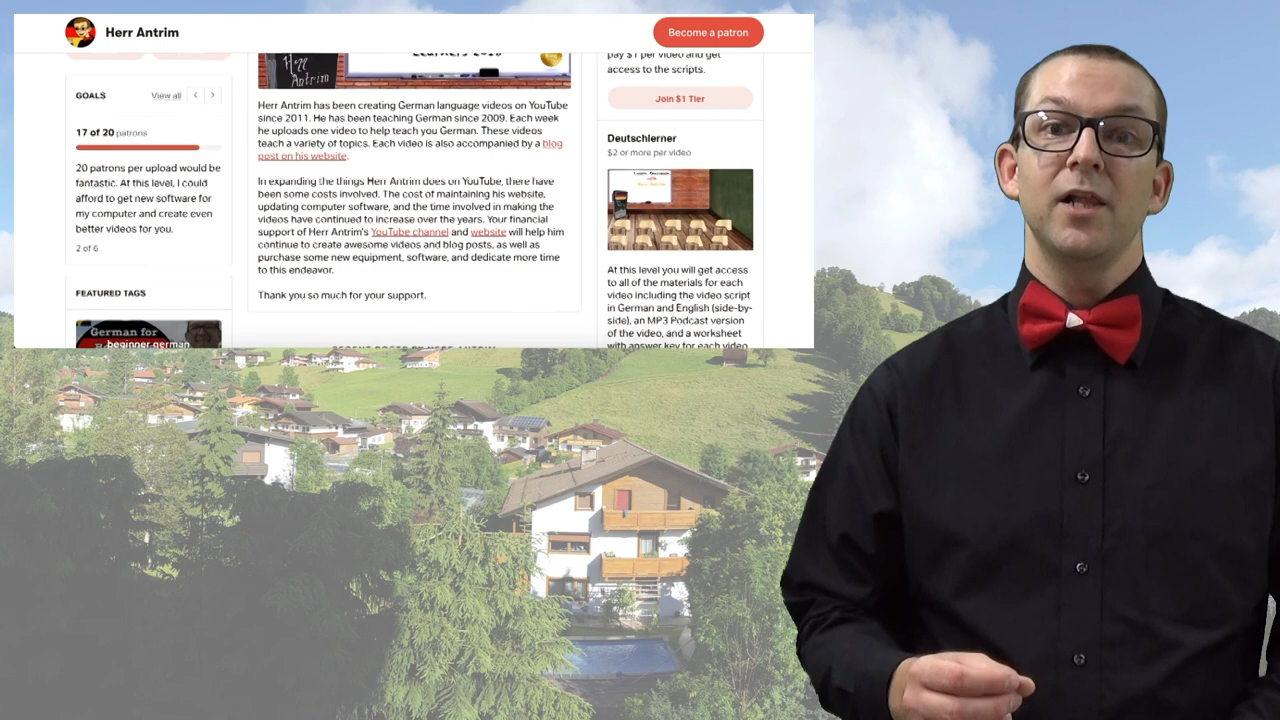 Herr Antrim
Become a patron
GOALS
View all
17 of 20 patrons
20 patrons per upload would be
fantastic. At this level, I could
afford to get new software for
my computer and create even
better videos for you.
2 of 6
FEATURED TAGS
German for
beginner german
Herr
Antrim
Herr Antrim has been creating German language videos on YouTube
since 2011. He has been teaching German since 2009. Each week
he uploads one video to help teach you German. These videos
teach a variety of topics. Each video is also accompanied by a blog
post on his website.
In expanding the things Herr Antrim does on YouTube, there have
been some costs involved. The cost of maintaining his website,
updating computer software, and the time involved in making the
videos have continued to increase over the years. Your financial
support of Herr Antrim's YouTube channel and website will help him
continue to create awesome videos and blog posts, as well as
purchase some new equipment, software, and dedicate more time
to this endeavor.
Thank you so much for your support.
pay $1 per video and get
access to the scripts.
Join $1 Tier
Deutschlerner
$2 or more per video
At this level you will get access
to all of the materials for each
video including the video script
in German and English (side-by-
side), an MP3 Podcast version
of the video, and a worksheet
with answer key for each video